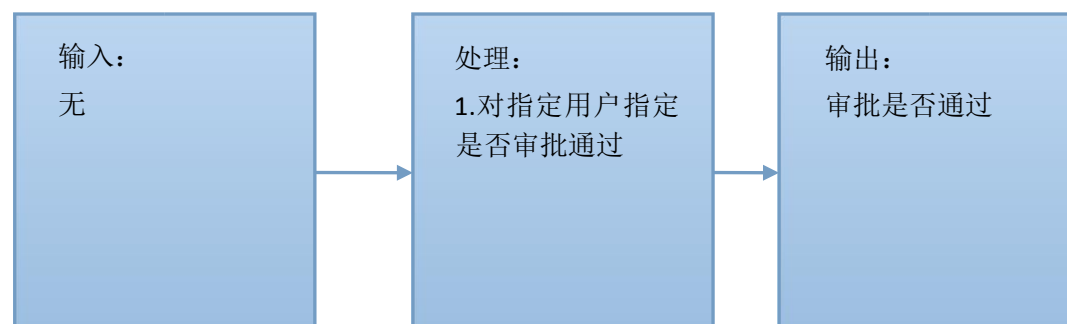 输入：
无
处理：
1.对指定用户指定
是否审批通过
输出：
审批是否通过